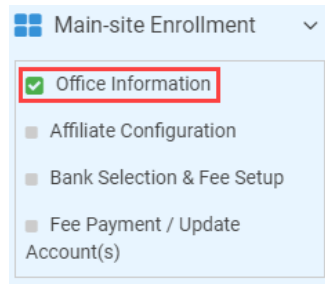 Main-site Enrollment
Office Information
Affiliate Configuration
Bank Selection & Fee Setup
Fee Payment / Update
Account(s)